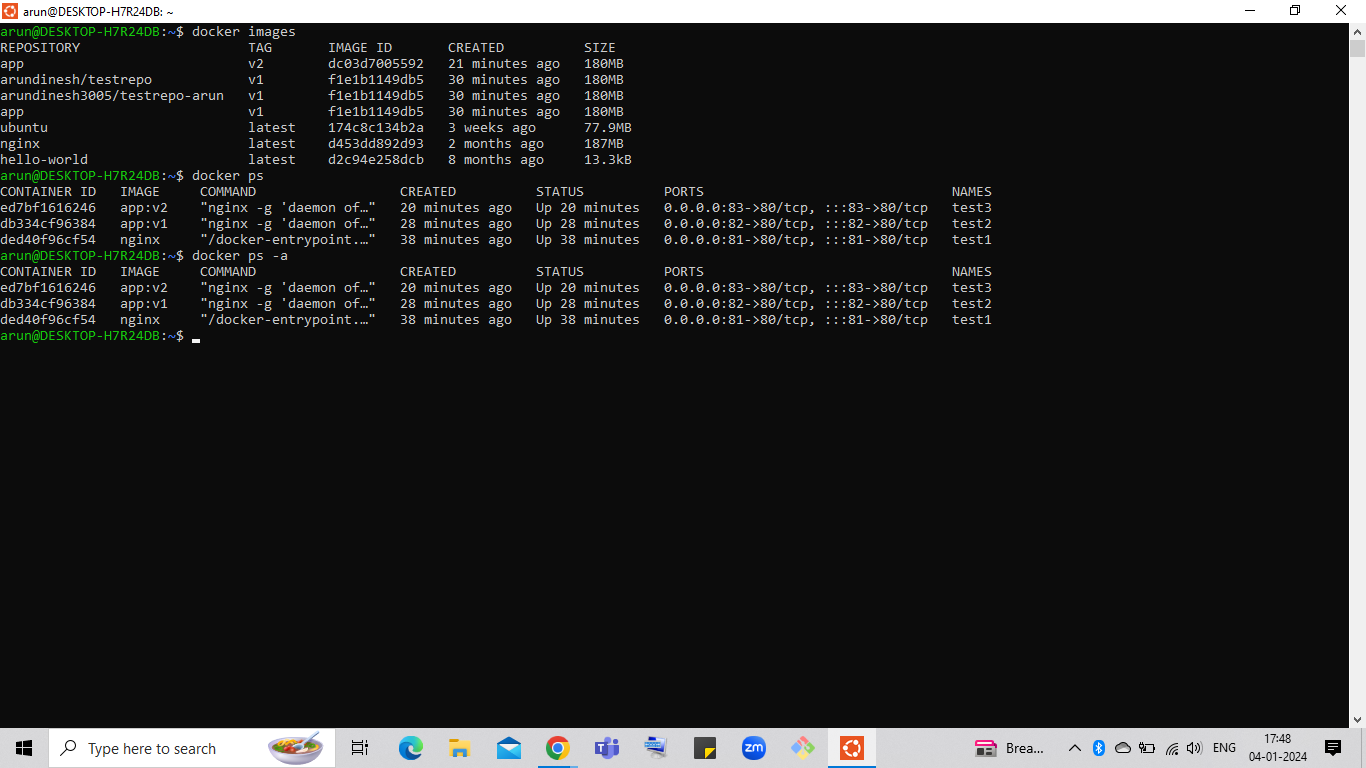 arun@DESKTOP-H7R24DB: ~
arun@DESKTOP-H7R24DB:~$ docker images
REPOSITORY                     TAG       IMAGE ID       CREATED          SIZE
app                            v2        dc03d7005592   21 minutes ago   180MB
arundinesh/testrepo            v1        f1e1b1149db5   30 minutes ago   180MB
arundinesh3005/testrepo-arun   v1        f1e1b1149db5   30 minutes ago   180MB
app                            v1        f1e1b1149db5   30 minutes ago   180MB
ubuntu                         latest    174c8c134b2a   3 weeks ago      77.9MB
nginx                          latest    d453dd892d93   2 months ago     187MB
hello-world                    latest    d2c94e258dcb   8 months ago     13.3kB
arun@DESKTOP-H7R24DB:~$ docker ps
CONTAINER ID   IMAGE     COMMAND                  CREATED          STATUS          PORTS                               NAMES
ed7bf1616246   app:v2    "nginx -g 'daemon of…"   20 minutes ago   Up 20 minutes   0.0.0.0:83->80/tcp, :::83->80/tcp   test3
db334cf96384   app:v1    "nginx -g 'daemon of…"   28 minutes ago   Up 28 minutes   0.0.0.0:82->80/tcp, :::82->80/tcp   test2
ded40f96cf54   nginx     "/docker-entrypoint.…"   38 minutes ago   Up 38 minutes   0.0.0.0:81->80/tcp, :::81->80/tcp   test1
arun@DESKTOP-H7R24DB:~$ docker ps -a
CONTAINER ID   IMAGE     COMMAND                  CREATED          STATUS          PORTS                               NAMES
ed7bf1616246   app:v2    "nginx -g 'daemon of…"   20 minutes ago   Up 20 minutes   0.0.0.0:83->80/tcp, :::83->80/tcp   test3
db334cf96384   app:v1    "nginx -g 'daemon of…"   28 minutes ago   Up 28 minutes   0.0.0.0:82->80/tcp, :::82->80/tcp   test2
ded40f96cf54   nginx     "/docker-entrypoint.…"   38 minutes ago   Up 38 minutes   0.0.0.0:81->80/tcp, :::81->80/tcp   test1
arun@DESKTOP-H7R24DB:~$
Type here to search
zm
Brea...
ENG
17:48
04-01-2024